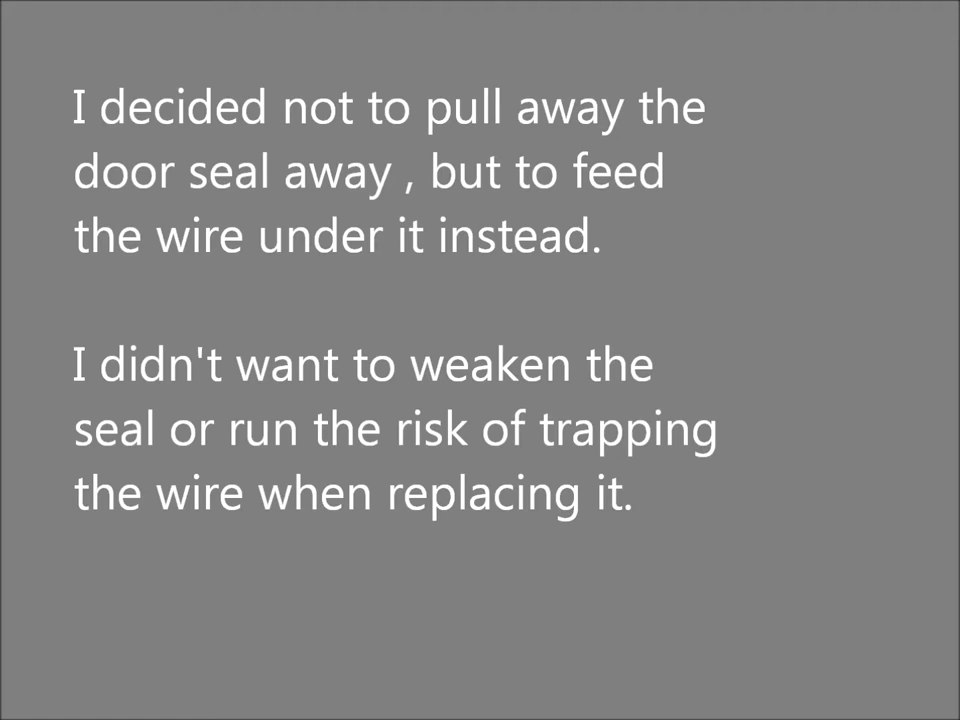 I decided not to pull away the
door seal away , but to feed
the wire under it instead.
I didn't want to weaken the
seal or run the risk of trapping
the wire when replacing it.